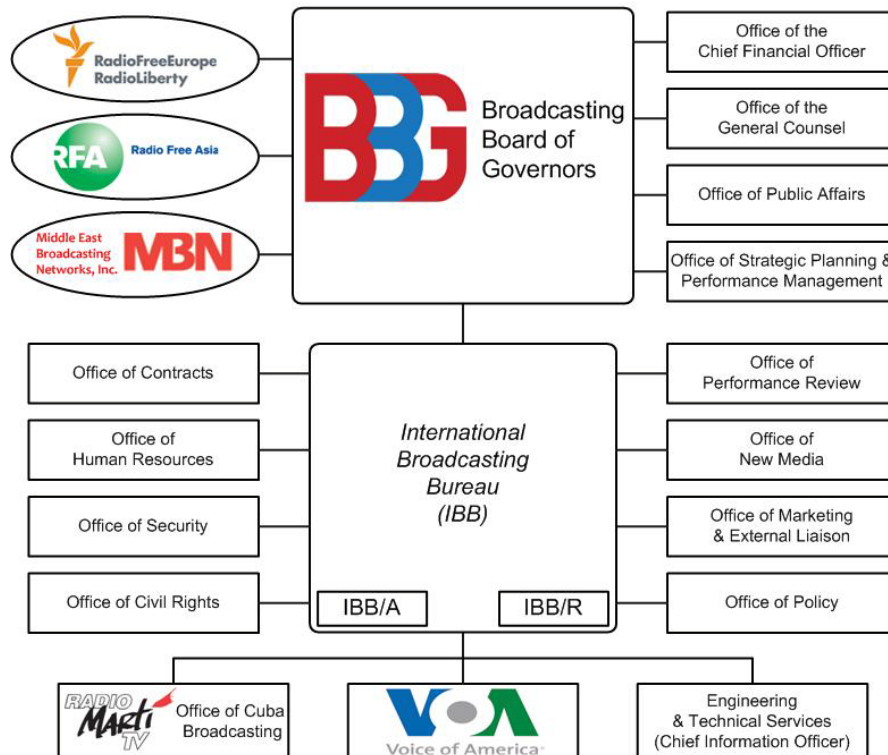 RadioFreeEurope
RadioLiberty
RFA
Radio Free Asia
Middle East
Broadcasting
Networks, Inc.
MBN
BBG
Broadcasting
Board of
Governors
Office of the
Chief Financial Officer
Office of the
General Counsel
Office of Public Affairs
Office of Strategic Planning &
Performance Management
Office of Contracts
Office of
Human Resources
Office of Security
Office of Civil Rights
International
Broadcasting
Bureau
(IBB)
IBB/A
IBB/R
Office of
Performance Review
Office of
New Media
Office of Marketing
& External Liaison
Office of Policy
RADIO
MARTÍ
TV
Office of Cuba
Broadcasting
VOA
Voice of America
Engineering
& Technical Services
(Chief Information Officer)